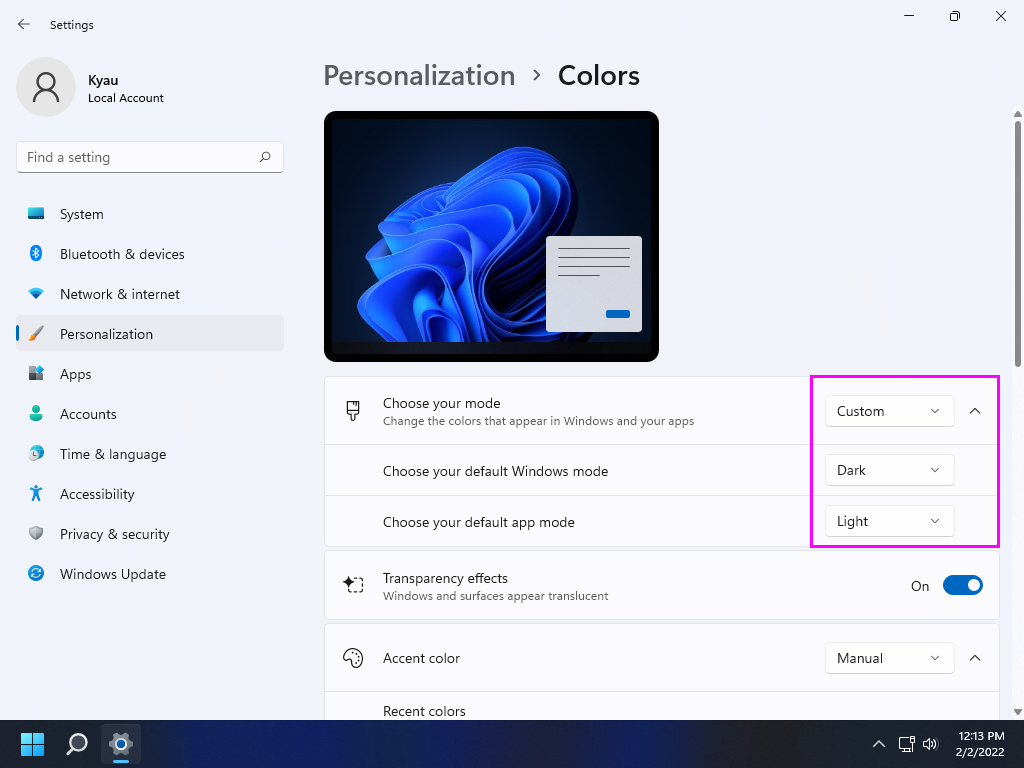 Settings
Kyau
Local Account
Find a setting
System
Bluetooth & devices
Network & internet
Personalization
Apps
Accounts
Time & language
Accessibility
Privacy & security
Windows Update
Personalization › Colors
Choose your mode
Change the colors that appear in Windows and your apps
Custom
Choose your default Windows mode
Dark
Choose your default app mode
Light
Transparency effects
Windows and surfaces appear translucent
On
Accent color
Manual
Recent colors
12:13 PM
2/2/2022